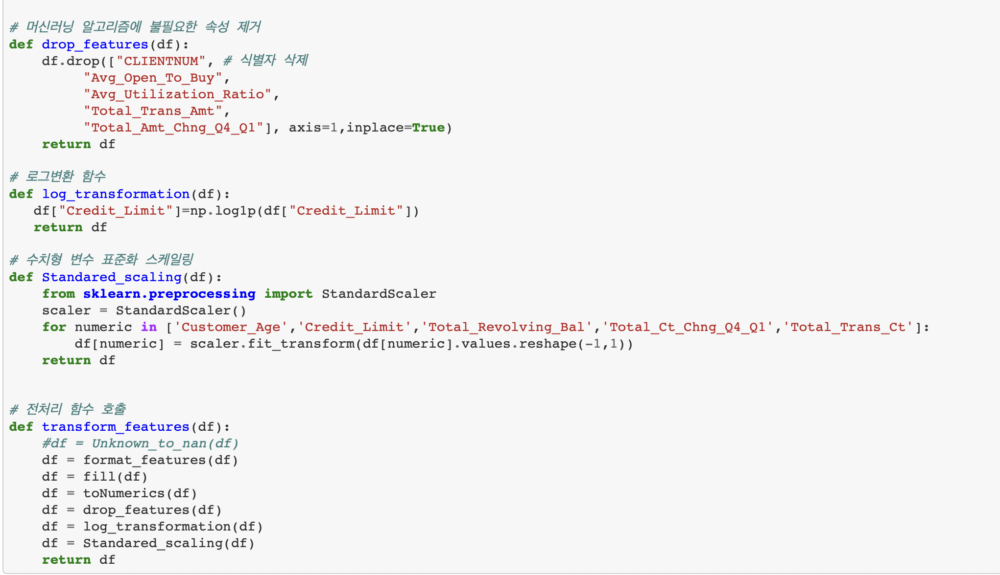 # 머신러닝 알고리즘에 불필요한 속성 제거
def drop_features(df):
    df.drop(["CLIENTNUM", # 식별자 삭제
         "Avg_Open_To_Buy",
         "Avg_Utilization_Ratio",
         "Total_Trans_Amt",
         "Total_Amt_Chng_Q4_Q1"], axis=1,inplace=True)
    return df
# 로그변환 함수
def log_transformation(df):
   df["Credit_Limit"]=np.log1p(df["Credit_Limit"])
   return df
# 수치형 변수 표준화 스케일링
def Standared_scaling(df):
    from sklearn.preprocessing import StandardScaler
    scaler = StandardScaler()
    for numeric in ['Customer_Age','Credit_Limit','Total_Revolving_Bal','Total_Ct_Chng_Q4_Q1','Total_Trans_Ct']:
        df[numeric] = scaler.fit_transform(df[numeric].values.reshape(-1,1))
    return df
# 전처리 함수 호출
def transform_features(df):
    #df = Unknown_to_nan(df)
    df = format_features(df)
    df = fill(df)
    df = toNumerics(df)
    df = drop_features(df)
    df = log_transformation(df)
    df = Standared_scaling(df)
    return df